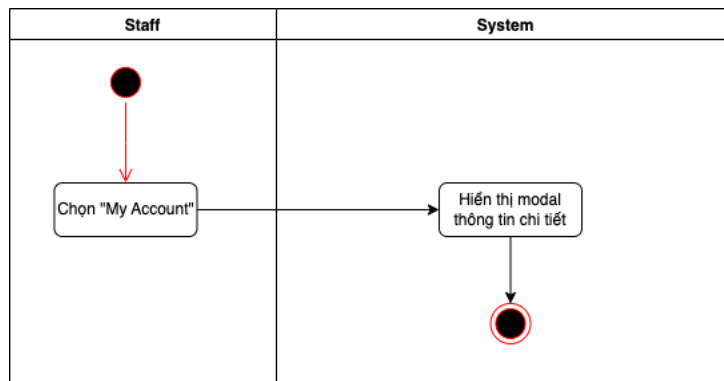 Staff
System
Chọn "My Account"
Hiển thị modal
thông tin chi tiết